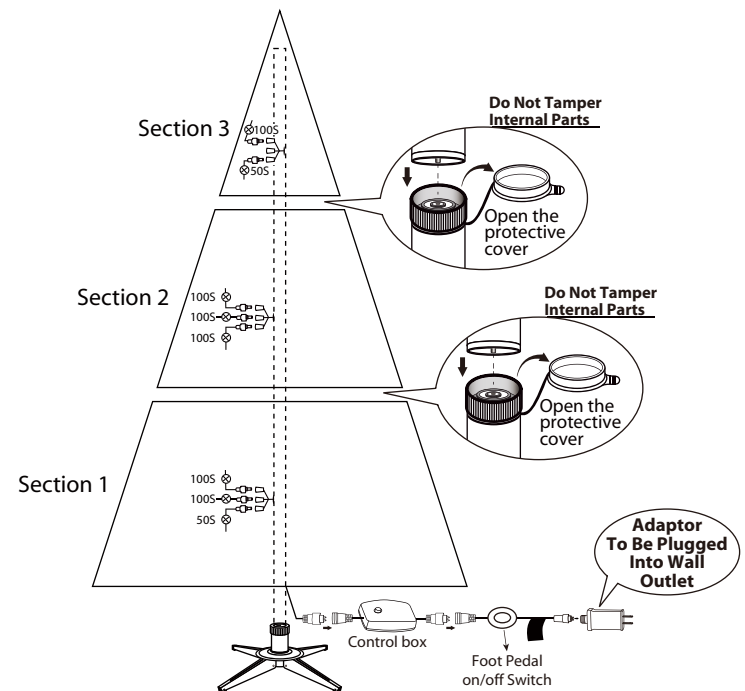 Do Not Tamper
Internal Parts
Section 3
100S
50S
Open the
protective
cover
Section 2
100S
100S
100S
Do Not Tamper
Internal Parts
Open the
protective
cover
Section 1
100S
100S
50S
Adaptor
To Be Plugged
Into Wall
Outlet
Control box
Foot Pedal
on/off Switch